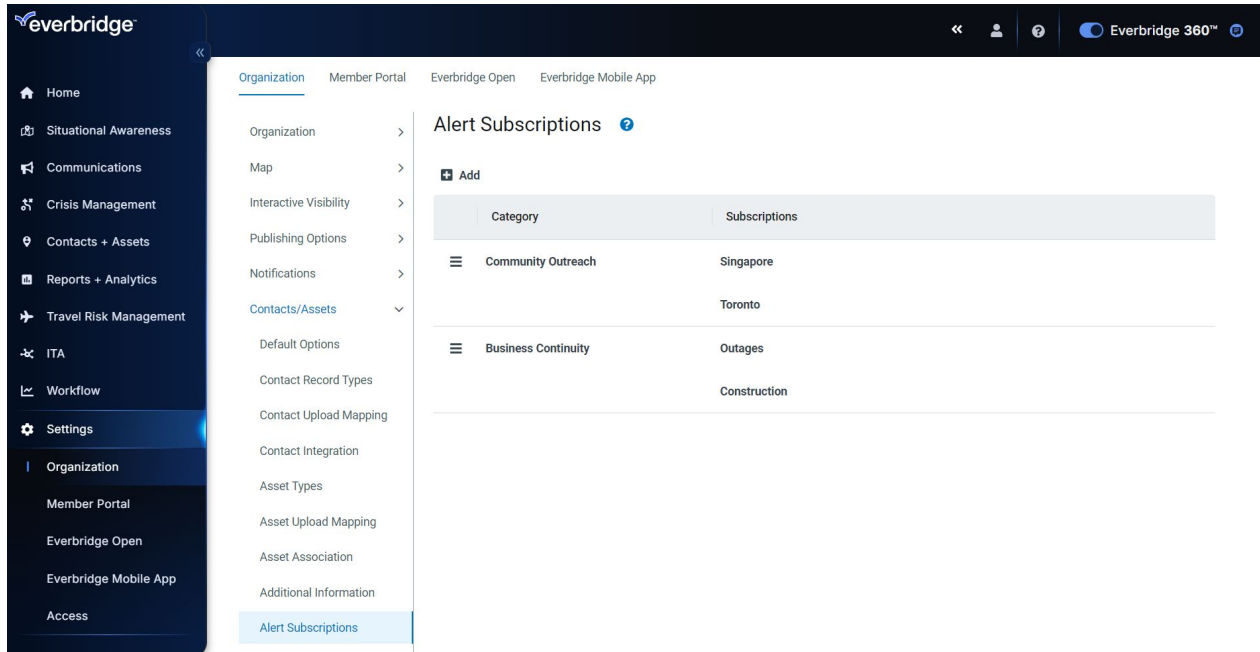 everbridge™
Everbridge 360™
Home
Situational Awareness
Communications
Crisis Management
Contacts + Assets
Reports + Analytics
Travel Risk Management
ITA
Workflow
Settings
Organization
Member Portal
Everbridge Open
Everbridge Mobile App
Access
Organization Member Portal Everbridge Open Everbridge Mobile App
Organization
Map
Interactive Visibility
Publishing Options
Notifications
Contacts/Assets
Default Options
Contact Record Types
Contact Upload Mapping
Contact Integration
Asset Types
Asset Upload Mapping
Asset Association
Additional Information
Alert Subscriptions
Alert Subscriptions
Add
Category Subscriptions
Community Outreach Singapore
Toronto
Business Continuity Outages
Construction